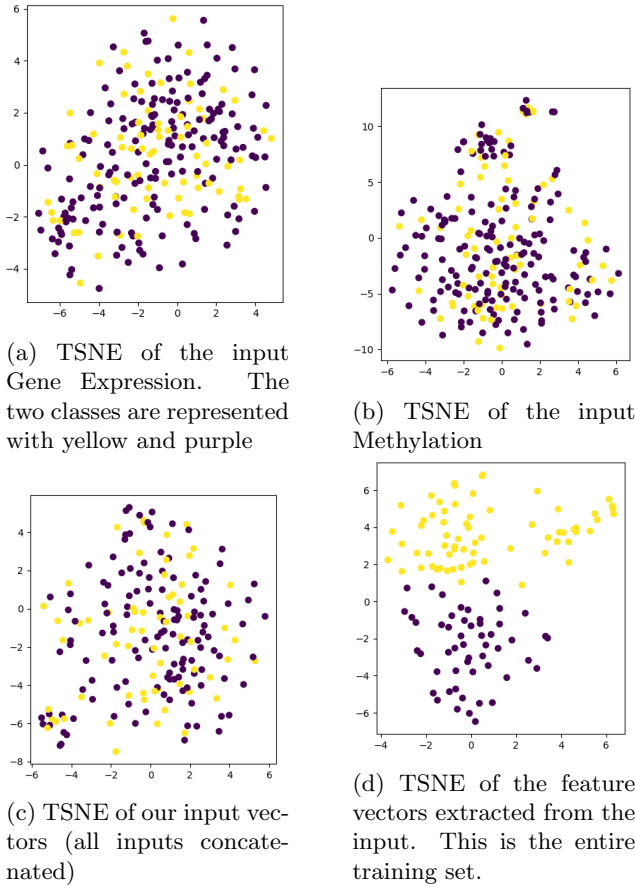 6
4
2
0
−2
−4
−6 −4 −2 0 2 4
(a) TSNE of the input
Gene Expression. The
two classes are represented
with yellow and purple
10
5
0
−5
−10
−6 −4 −2 0 2 4 6
(b) TSNE of the input
Methylation
4
2
0
−2
−4
−6
−8
−6 −4 −2 0 2 4 6
(c) TSNE of our input vec-
tors (all inputs concate-
nated)
6
4
2
0
−2
−4
−6
−4 −2 0 2 4 6
(d) TSNE of the feature
vectors extracted from the
input. This is the entire
training set.